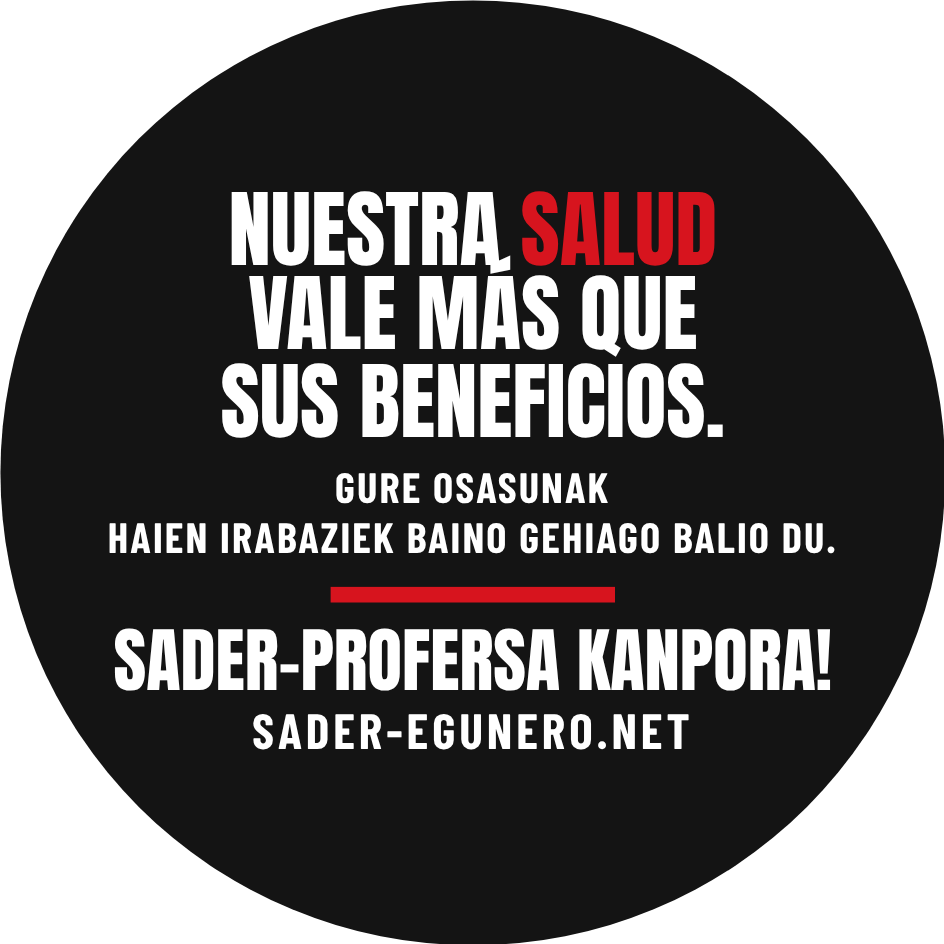 NUESTRA SALUD
VALE MÁS QUE
SUS BENEFICIOS.
GURE OSASUNAK
HAIEN IRABAZIEK BAINO GEHIAGO BALIO DU.
SADER-PROFERSA KANPORA!
SADER-EGUNERO.NET